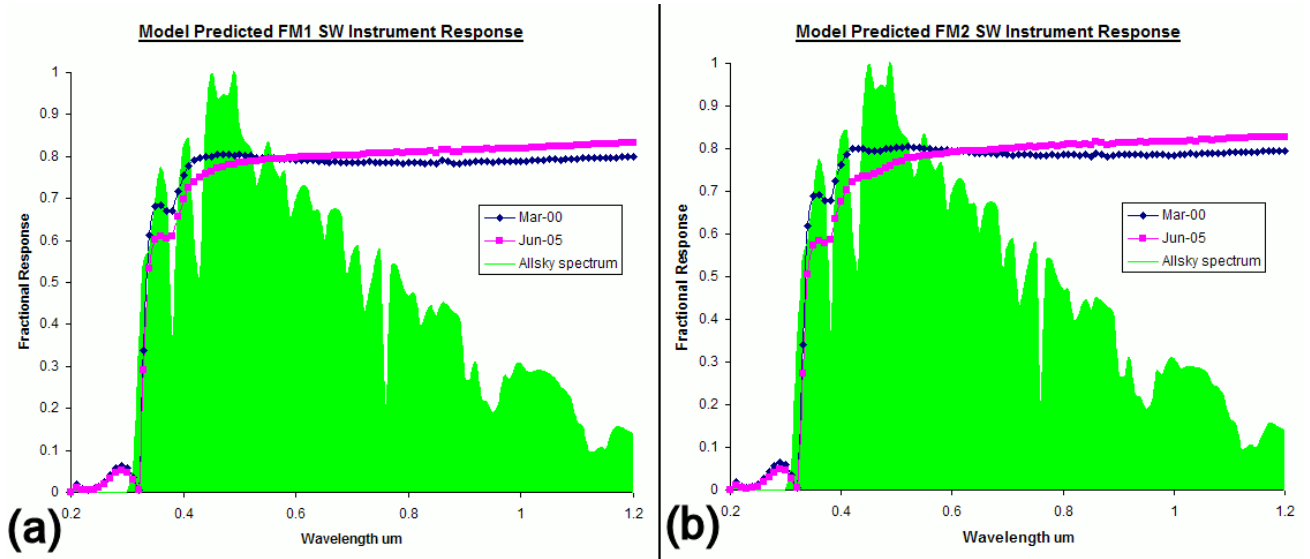 Model Predicted FM1 SW Instrument Response
Fractional Response
1
0.9
0.8
0.7
0.6
0.5
0.4
0.3
0.2
0.1
0
Mar-00
Jun-05
Allsky spectrum
0.2 0.4 0.6 0.8 1 1.2
Wavelength um
(a)
Model Predicted FM2 SW Instrument Response
Fractional Response
1
0.9
0.8
0.7
0.6
0.5
0.4
0.3
0.2
0.1
0
Mar-00
Jun-05
Allsky spectrum
0.2 0.4 0.6 0.8 1 1.2
Wavelength um
(b)